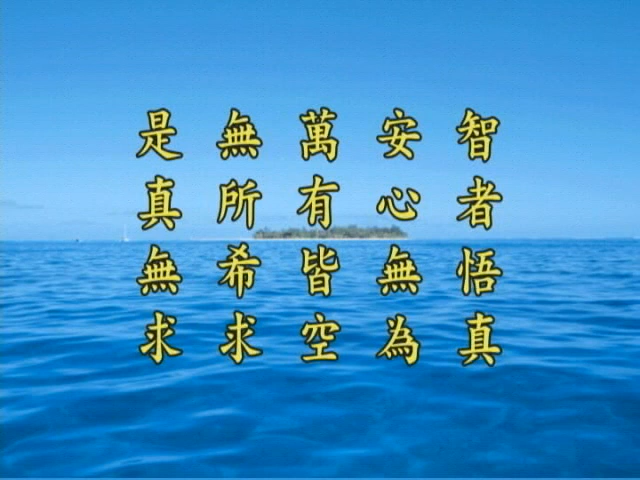 智者悟真
安心無為
萬有皆空
無所希求
是真無求